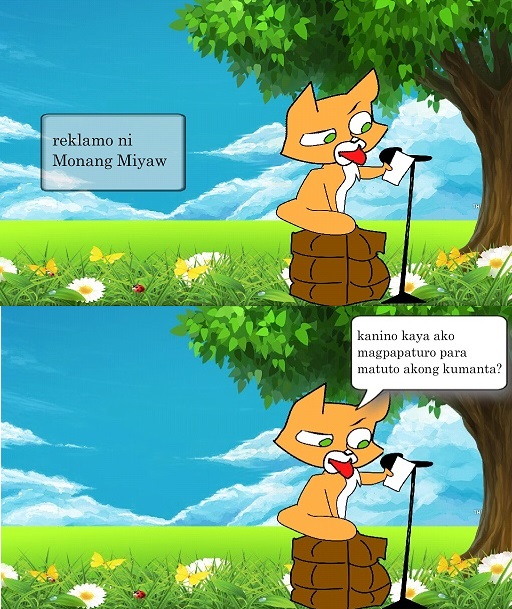 reklamo ni
Monang Miyaw
kanino kaya ako
magpapaturo para
matuto akong kumanta?